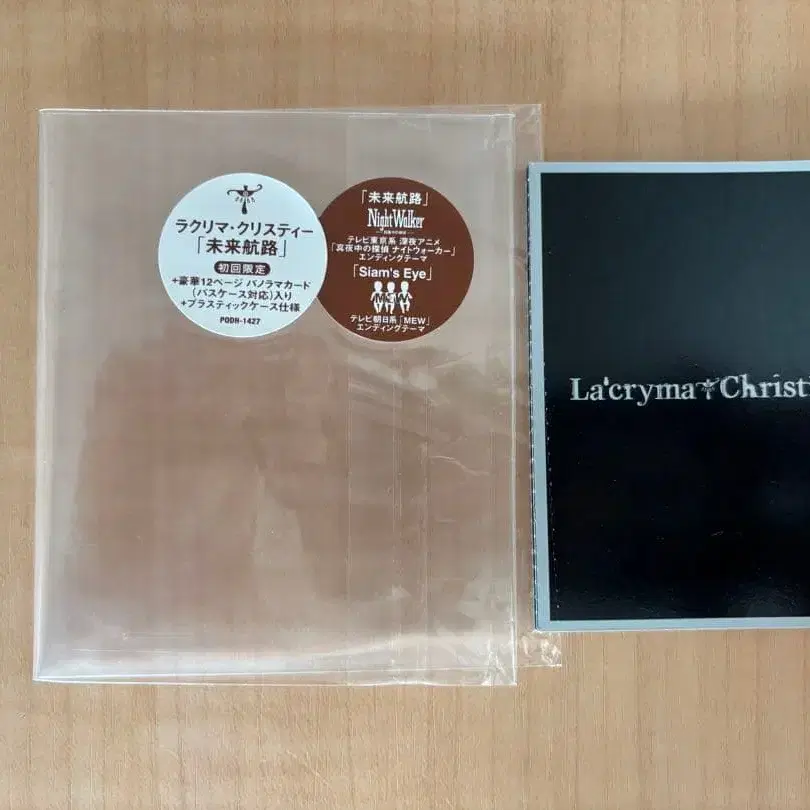 ラクリマ・クリスティー
「未来航路」
初回限定
+豪華12ページ パノラマカード
(パスケース対応)入り
+プラスティックケース仕様
PODH-1427
「未来航路」
Night Walker
テレビ東京系 深夜アニメ
「真夜中の探偵 ナイトウォーカー」
エンディングテーマ
「Siam's Eye」
MEW
テレビ朝日系「MEW」
エンディングテーマ
La'cryma Christi